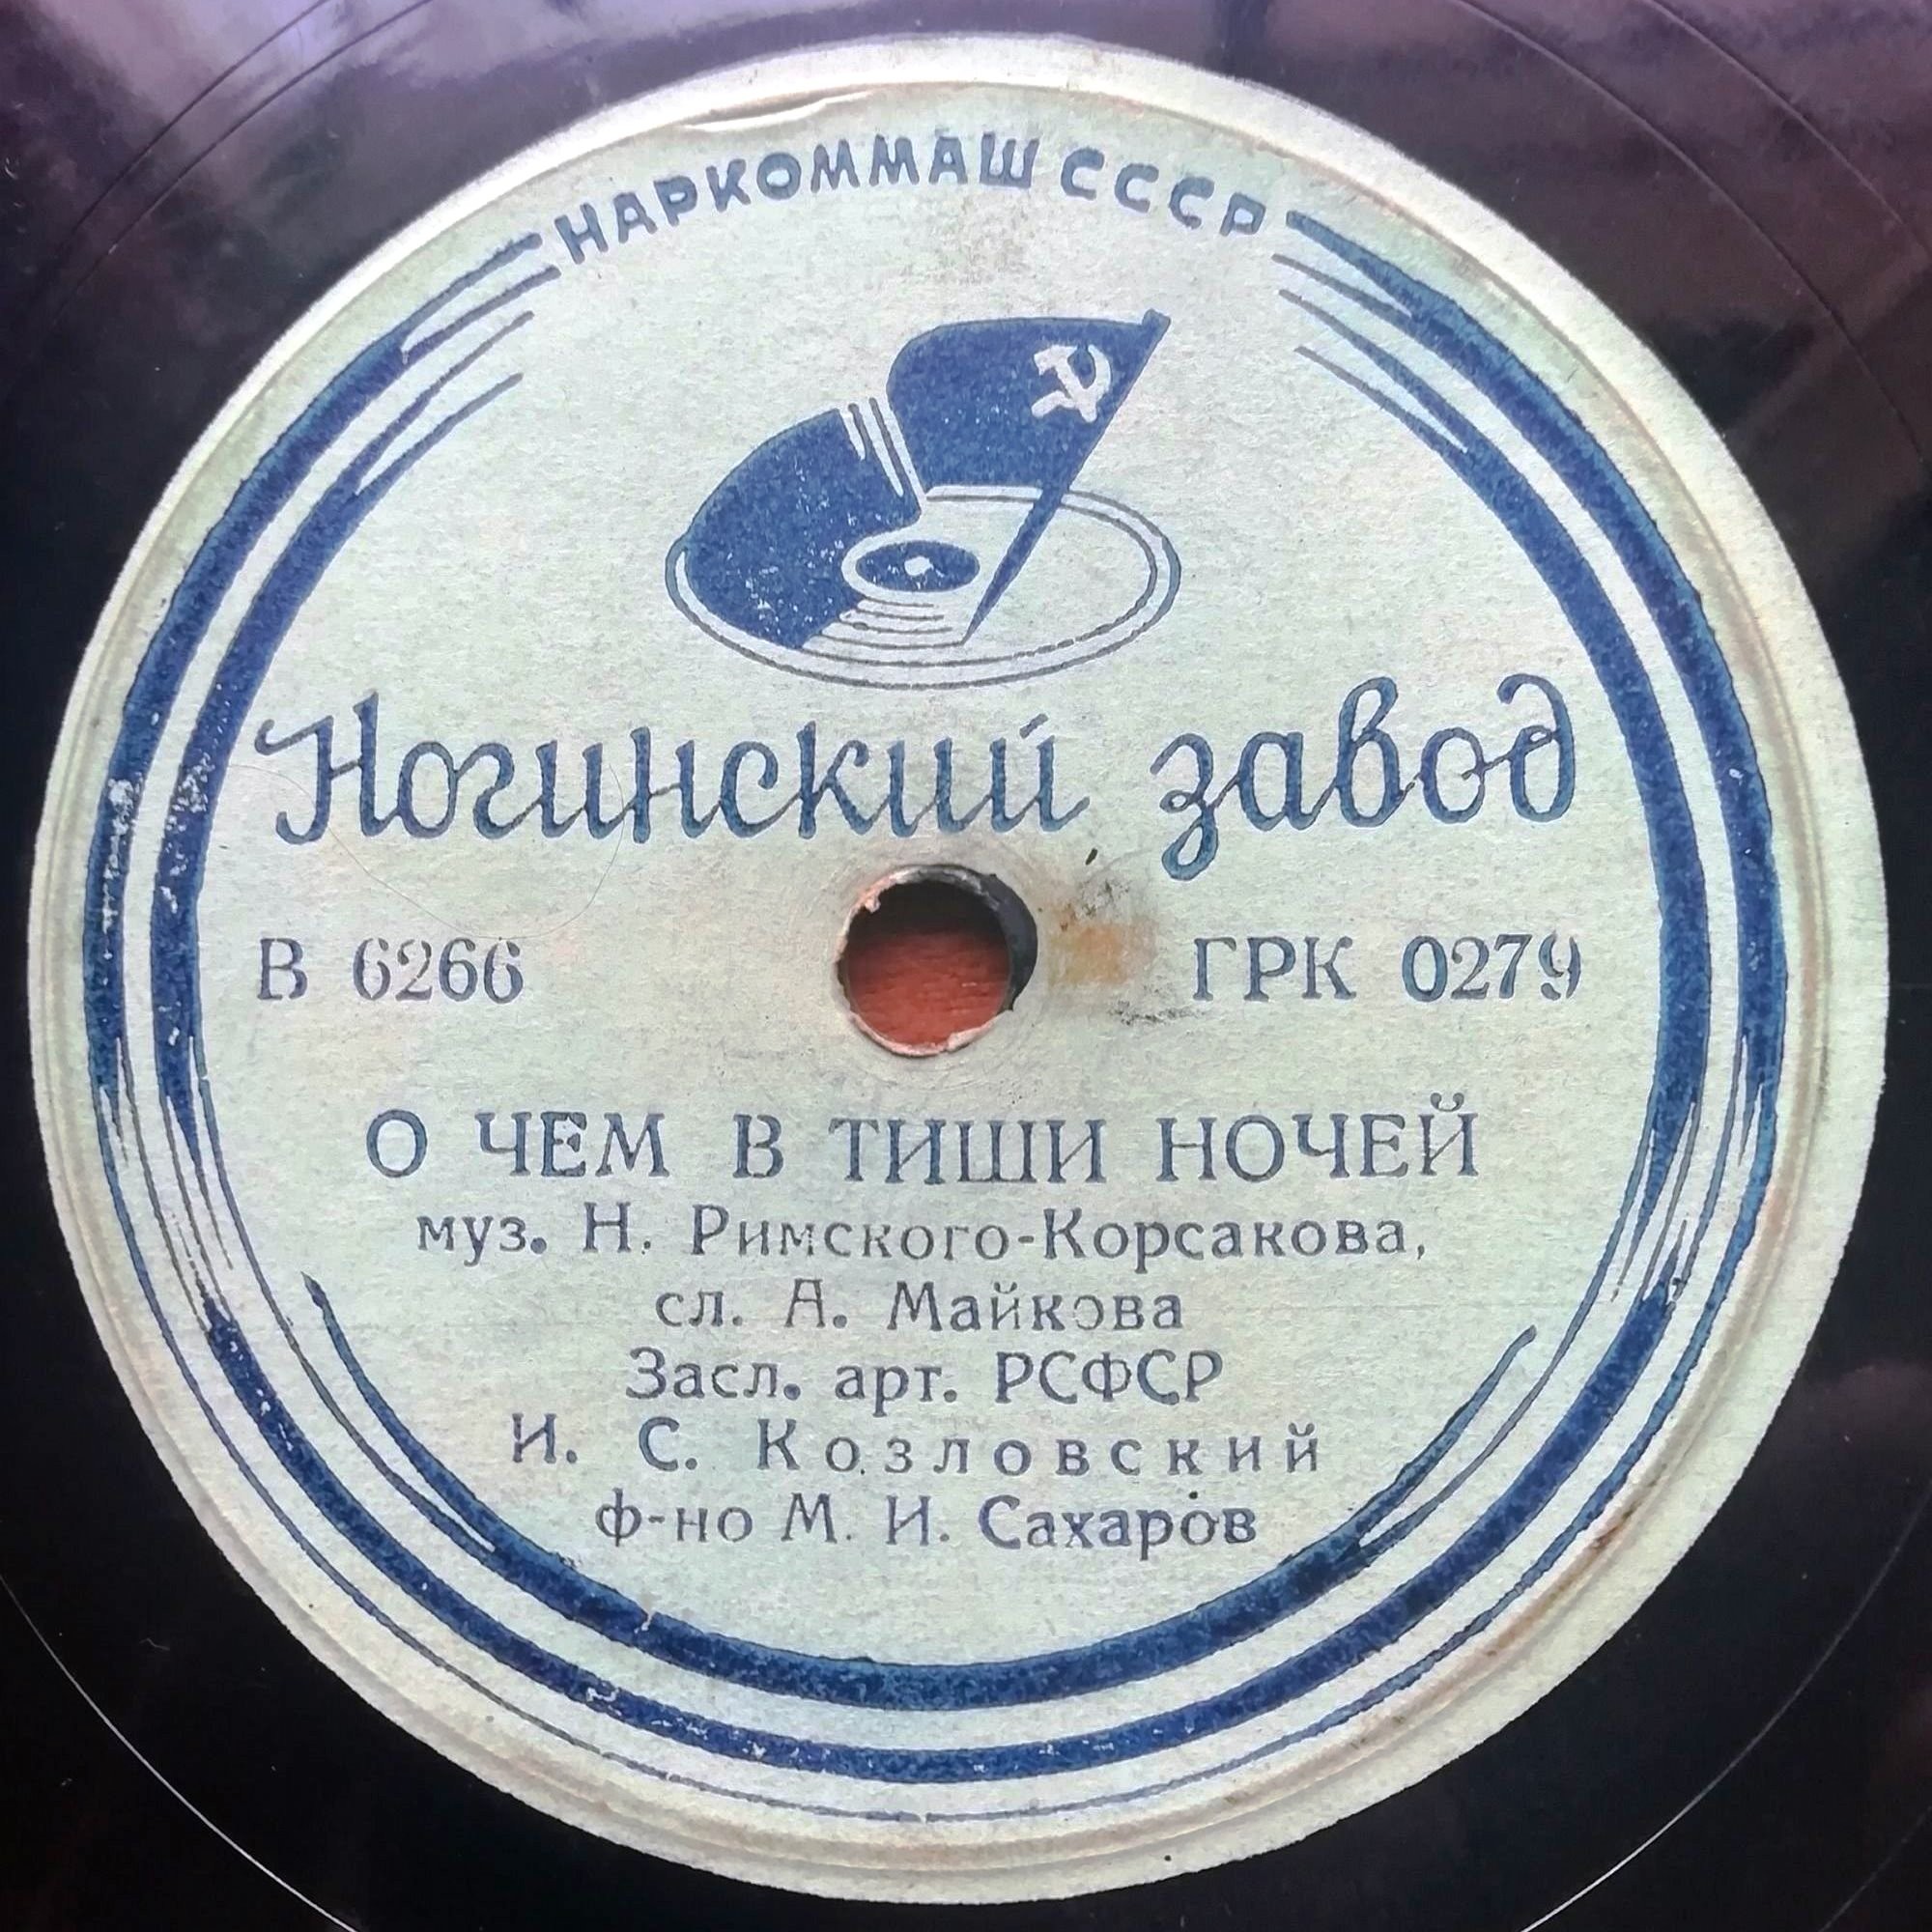 НАРКОММАШ СССР
Ногинский завод
В 6266 ГРК 0279
О ЧЕМ В ТИШИ НОЧЕЙ
муз. Н. Римского-Корсакова,
сл. А. Майкова
Засл. арт. РСФСР
И. С. Козловский
ф-но М. И. Сахаров